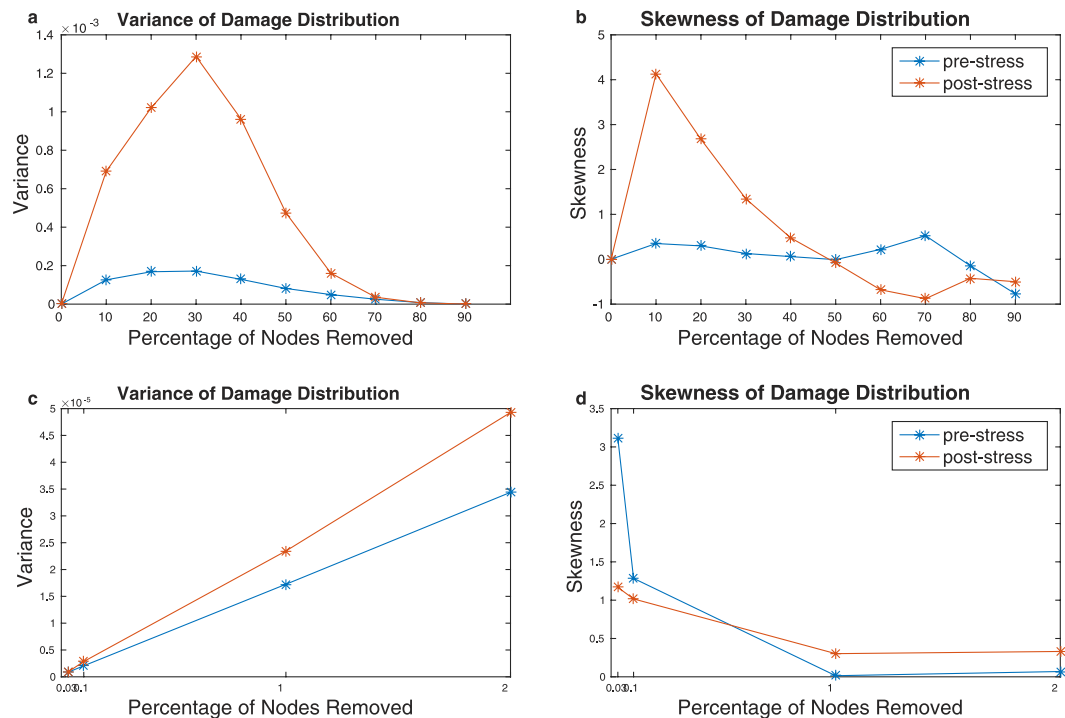 a
Variance of Damage Distribution
×10⁻³
1.4
1.2
1
0.8
0.6
0.4
0.2
0
Variance
0 10 20 30 40 50 60 70 80 90
Percentage of Nodes Removed
b
Skewness of Damage Distribution
5
4
3
2
1
0
-1
Skewness
pre-stress
post-stress
0 10 20 30 40 50 60 70 80 90
Percentage of Nodes Removed
c
Variance of Damage Distribution
×10⁻⁵
5
4.5
4
3.5
3
2.5
2
1.5
1
0.5
0
Variance
0.03 0.1 1 2
Percentage of Nodes Removed
d
Skewness of Damage Distribution
3.5
3
2.5
2
1.5
1
0.5
0
Skewness
pre-stress
post-stress
0.03 0.1 1 2
Percentage of Nodes Removed